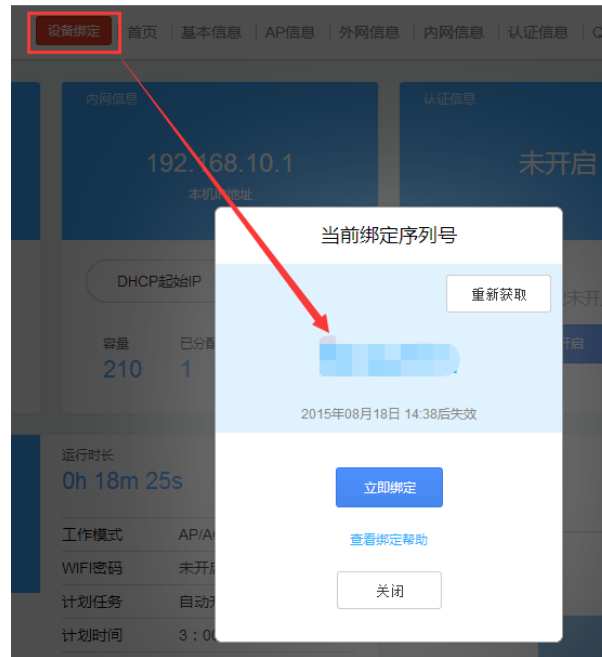 设备绑定 首页 基本信息 AP信息 外网信息 内网信息 认证信息
内网信息 认证信息
192.168.10.1 未开启
本机IP地址
当前绑定序列号
DHCP起始IP 重新获取 未开
容量 已分配 开启
210 1
2015年08月18日 14:38后失效
运行时长
0h 18m 25s
立即绑定
工作模式 AP/A
查看绑定帮助
WIFI密码 未开
关闭
计划任务 自动
计划时间 3：00